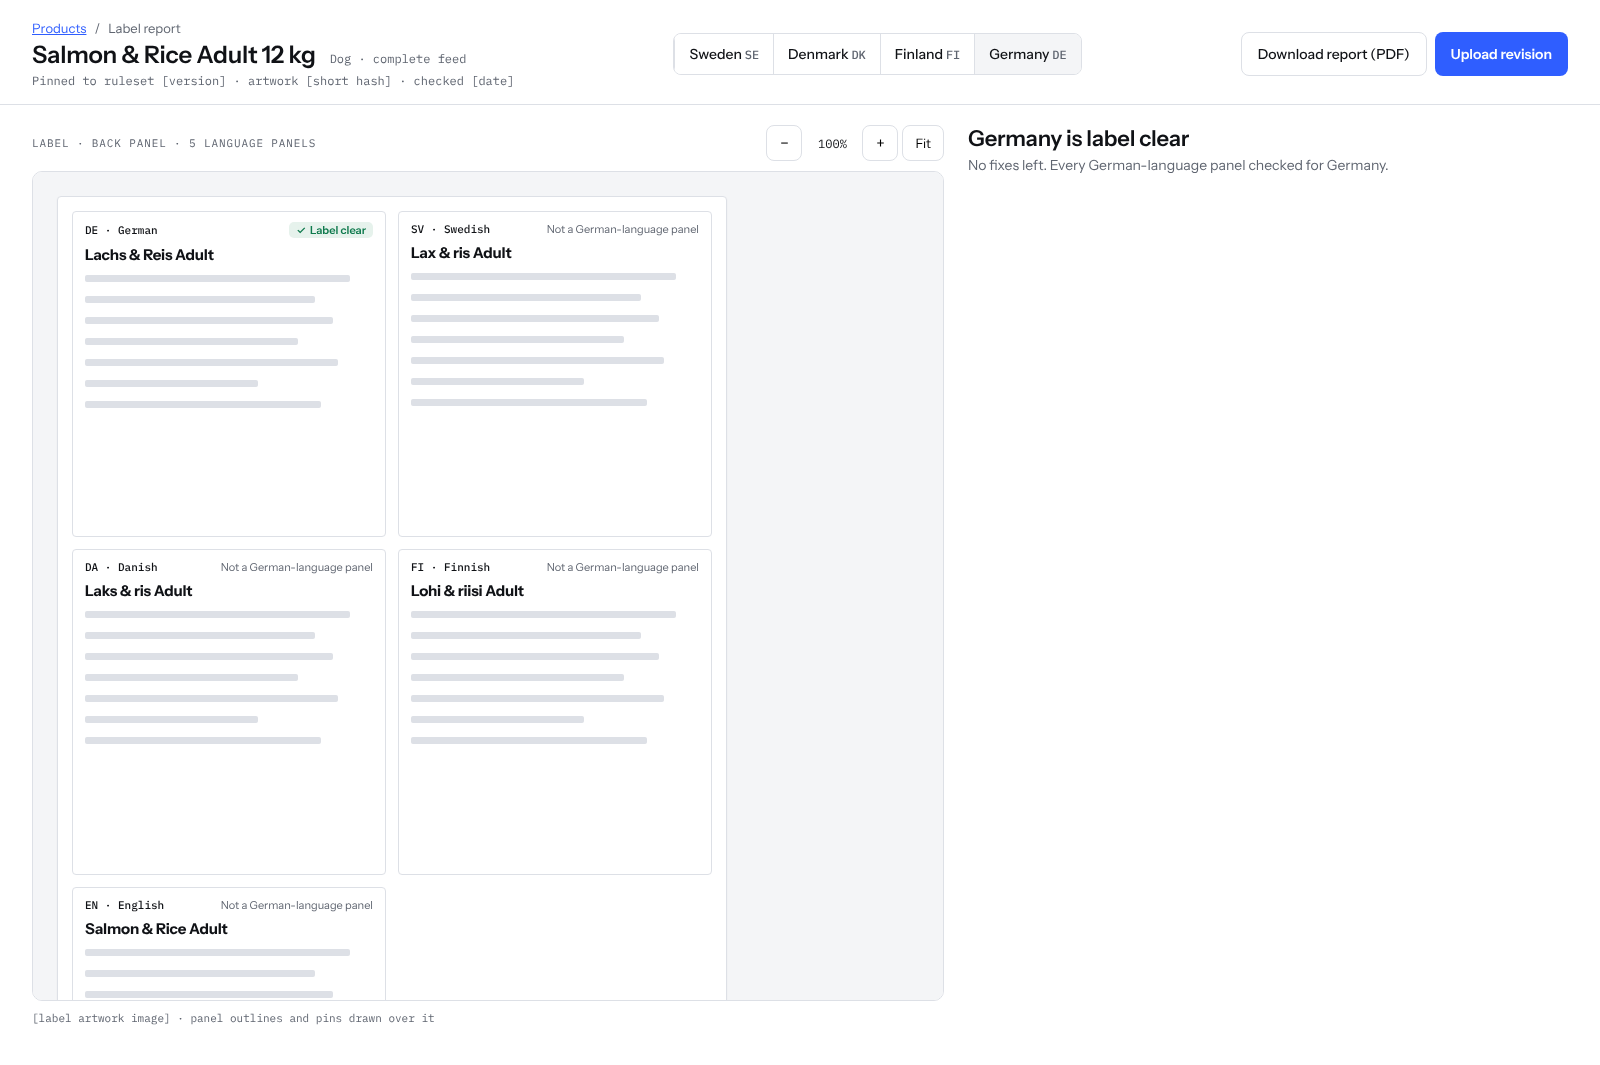 Products / Label report
Salmon & Rice Adult 12 kg Dog · complete feed
Pinned to ruleset [version] · artwork [short hash] · checked [date]
Sweden SE
Denmark DK
Finland FI
Germany DE
Download report (PDF)
Upload revision
LABEL · BACK PANEL · 5 LANGUAGE PANELS
− 100% + Fit
DE · German ✓ Label clear
Lachs & Reis Adult
SV · Swedish Not a German-language panel
Lax & ris Adult
DA · Danish Not a German-language panel
Laks & ris Adult
FI · Finnish Not a German-language panel
Lohi & riisi Adult
EN · English Not a German-language panel
Salmon & Rice Adult
[label artwork image] · panel outlines and pins drawn over it
Germany is label clear
No fixes left. Every German-language panel checked for Germany.